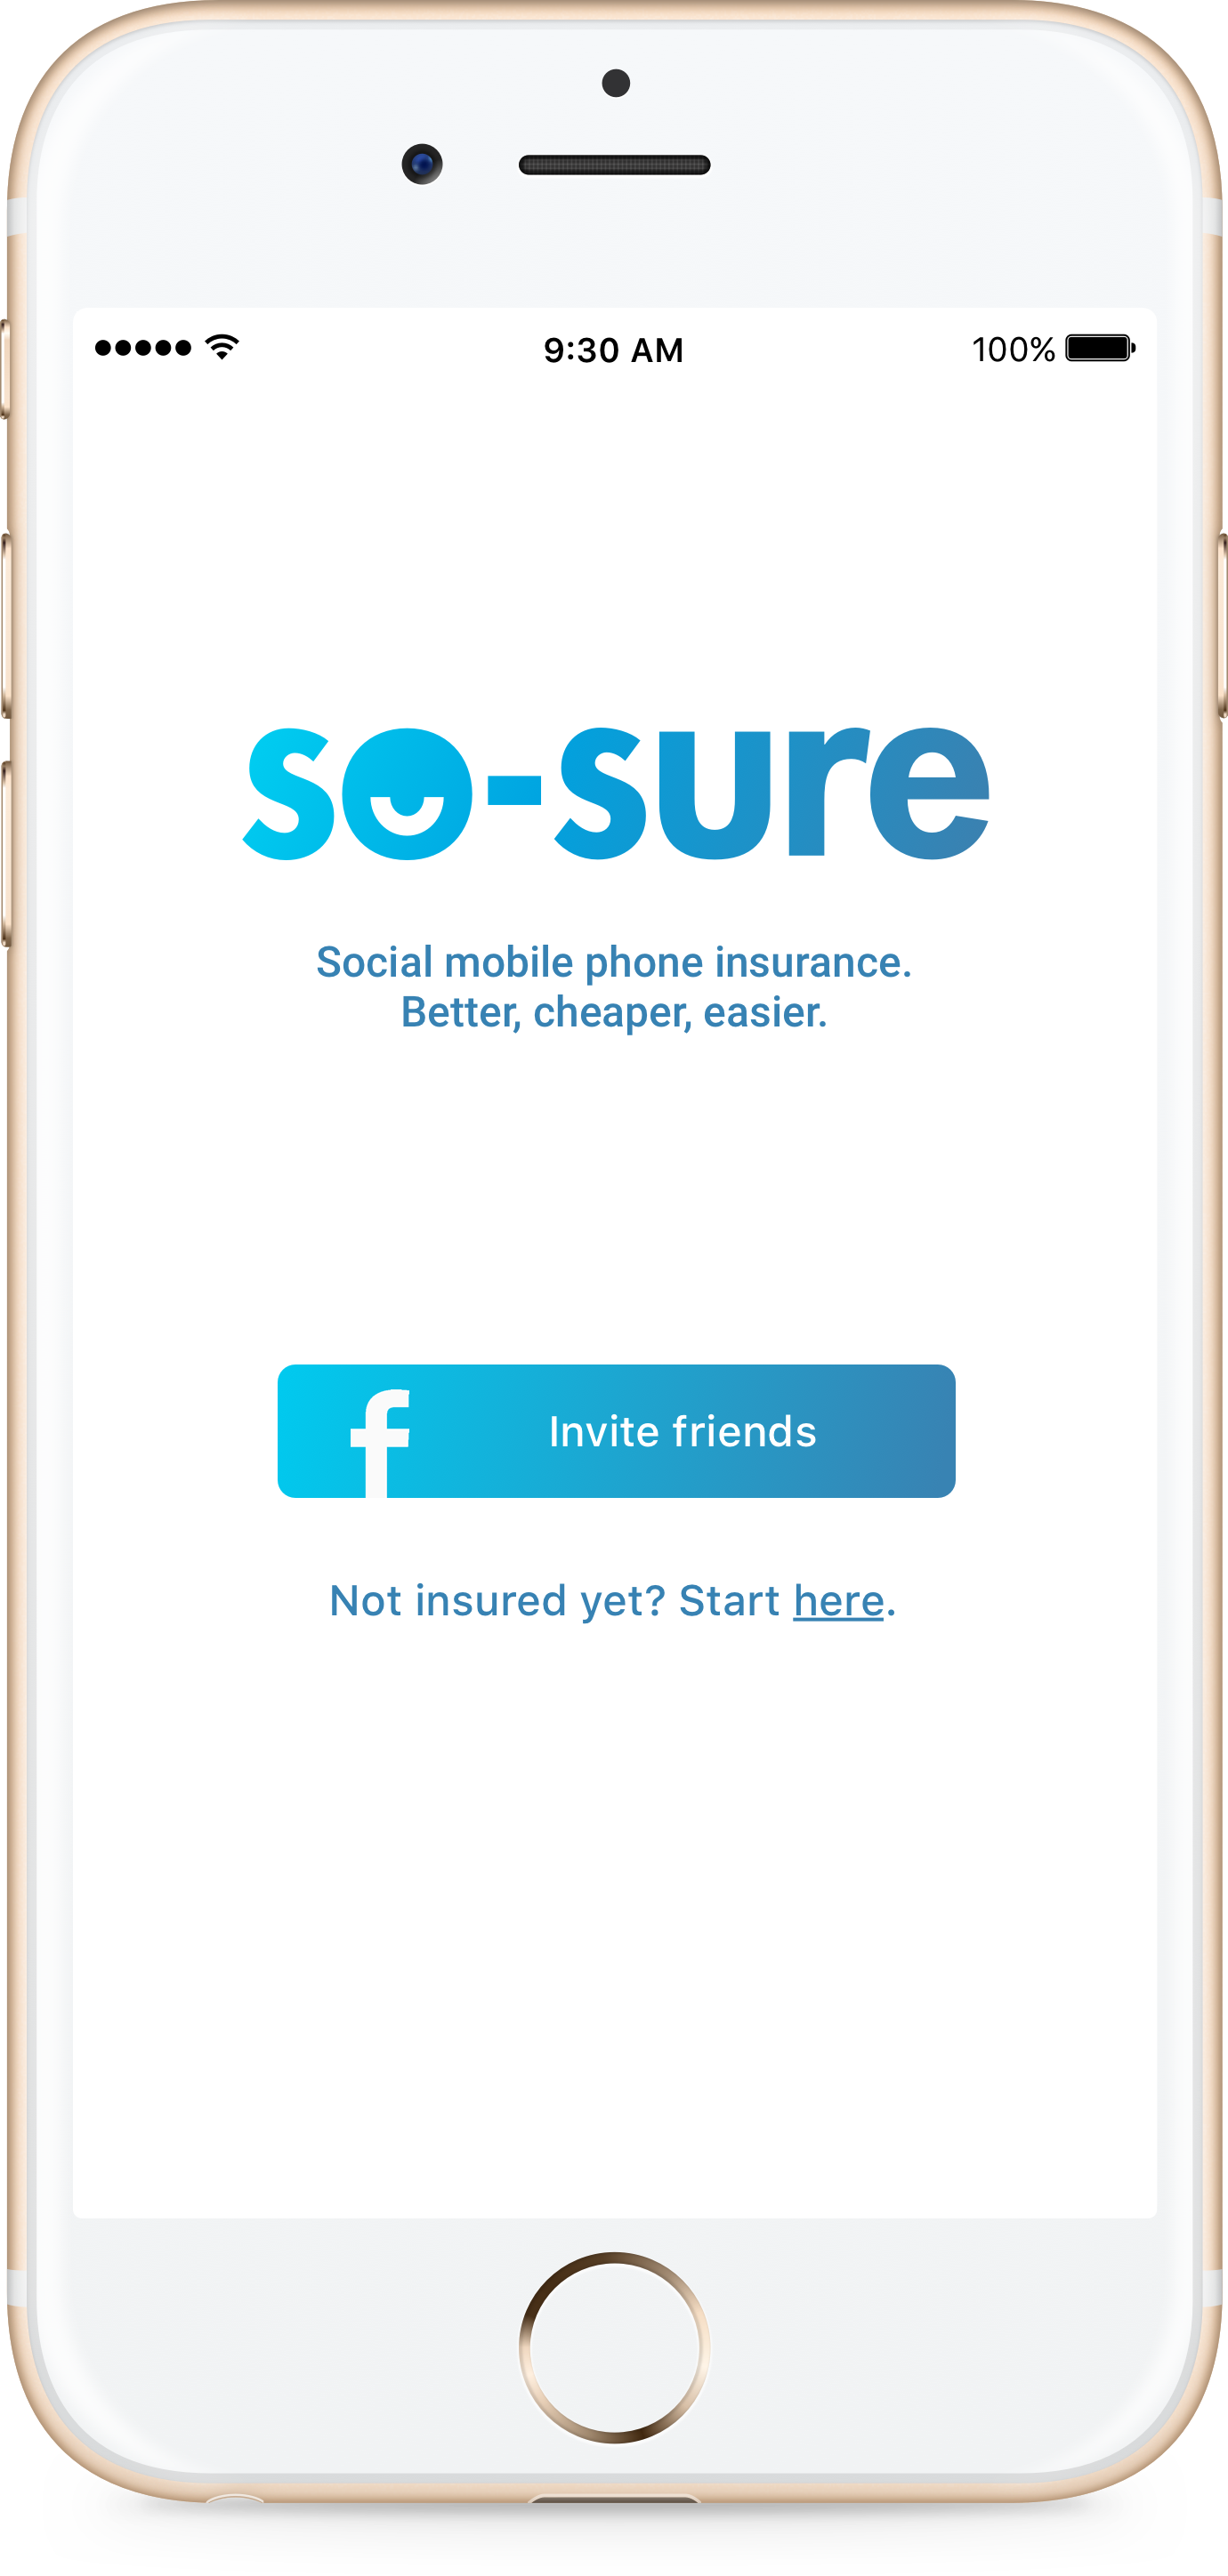 9:30 AM 100%
so-sure
Social mobile phone insurance.
Better, cheaper, easier.
f Invite friends
Not insured yet? Start here.